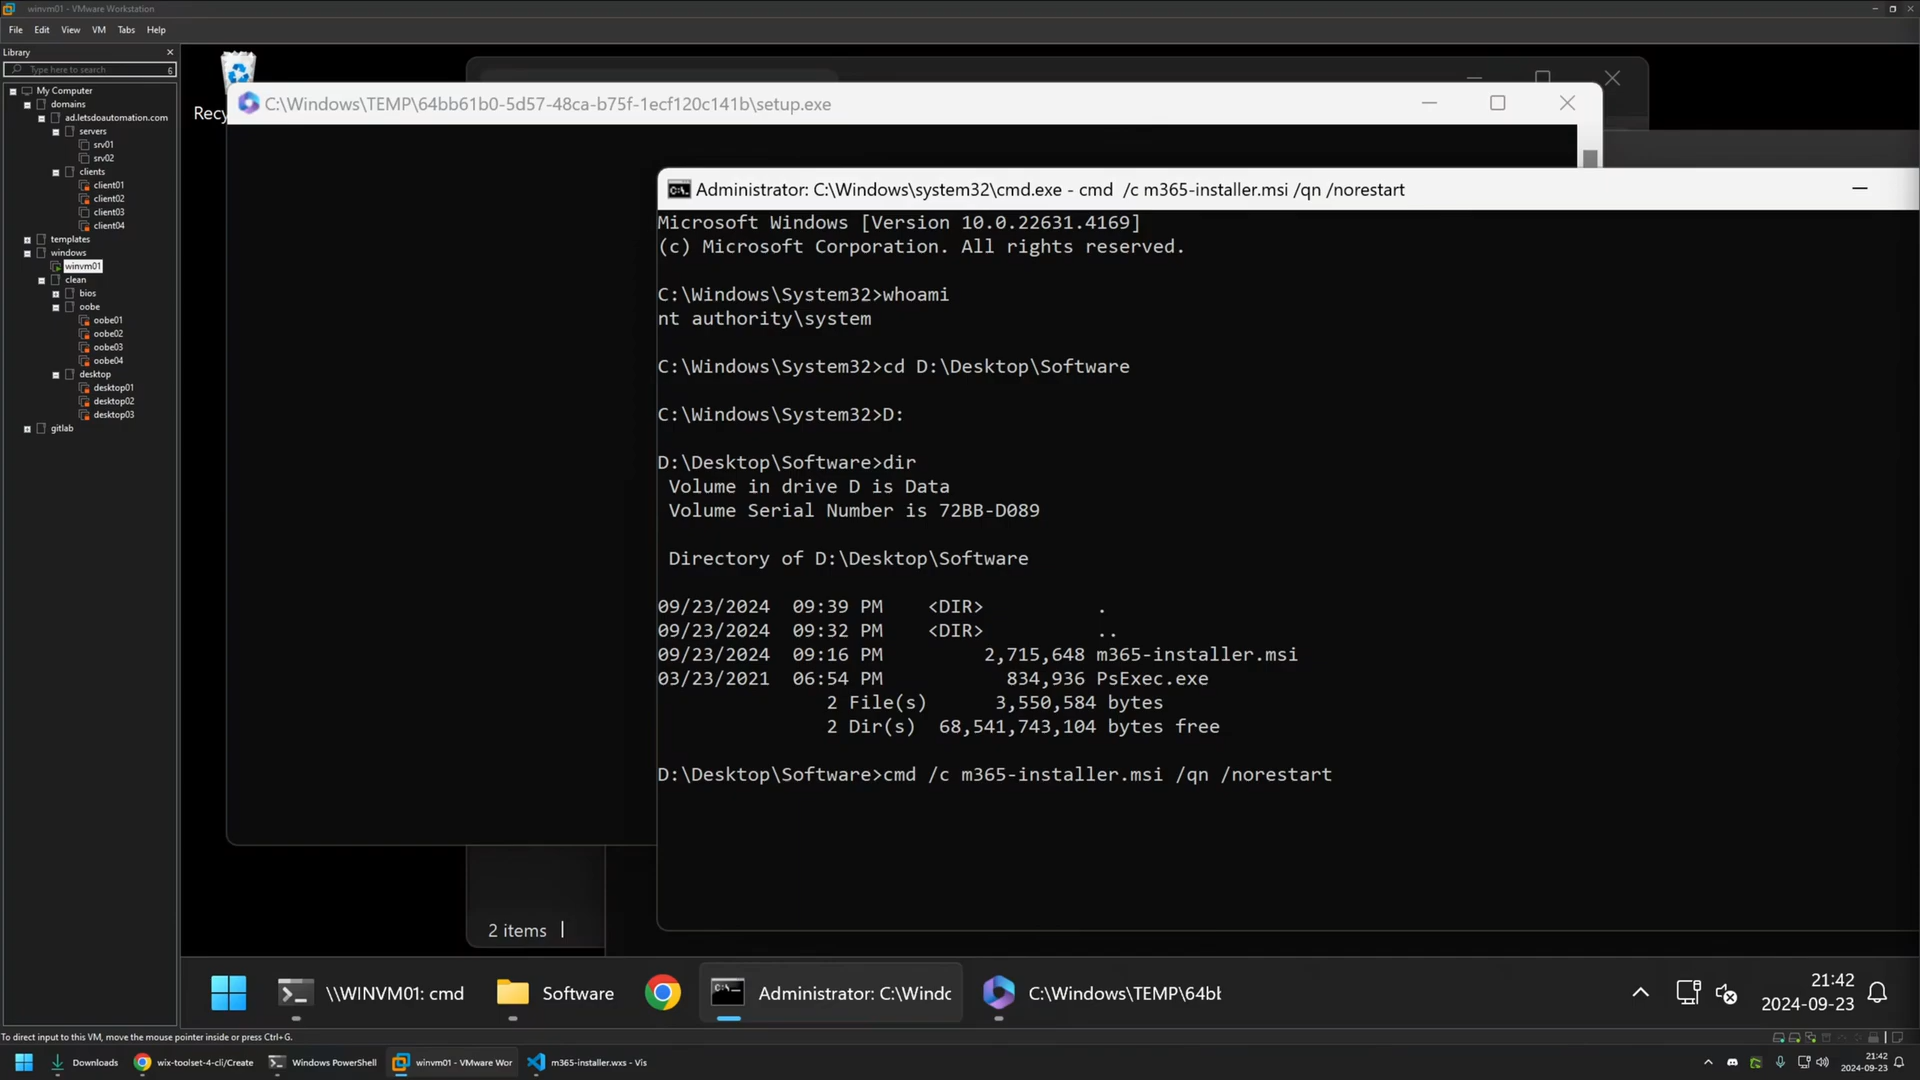 winvm01 - VMware Workstation
File Edit View VM Tabs Help
Library
Type here to search
My Computer
domains
ad.letsdoautomation.com
servers
srv01
srv02
clients
client01
client02
client03
client04
templates
windows
winvm01
clean
bios
oobe
oobe01
oobe02
oobe03
oobe04
desktop
desktop01
desktop02
desktop03
gitlab
Recy
C:\Windows\TEMP\64bb61b0-5d57-48ca-b75f-1ecf120c141b\setup.exe
Administrator: C:\Windows\system32\cmd.exe - cmd /c m365-installer.msi /qn /norestart
Microsoft Windows [Version 10.0.22631.4169]
(c) Microsoft Corporation. All rights reserved.
C:\Windows\System32>whoami
nt authority\system
C:\Windows\System32>cd D:\Desktop\Software
C:\Windows\System32>D:
D:\Desktop\Software>dir
Volume in drive D is Data
Volume Serial Number is 72BB-D089
Directory of D:\Desktop\Software
09/23/2024 09:39 PM <DIR> .
09/23/2024 09:32 PM <DIR> ..
09/23/2024 09:16 PM 2,715,648 m365-installer.msi
03/23/2021 06:54 PM 834,936 PsExec.exe
2 File(s) 3,550,584 bytes
2 Dir(s) 68,541,743,104 bytes free
D:\Desktop\Software>cmd /c m365-installer.msi /qn /norestart
2 items
\\WINVM01: cmd
Software
Administrator: C:\Windc
C:\Windows\TEMP\64bb
21:42
2024-09-23
To direct input to this VM, move the mouse pointer inside or press Ctrl+G.
Downloads
wix-toolset-4-cli/Create
Windows PowerShell
winvm01 - VMware Wor
m365-installer.wxs - Vis
21:42
2024-09-23